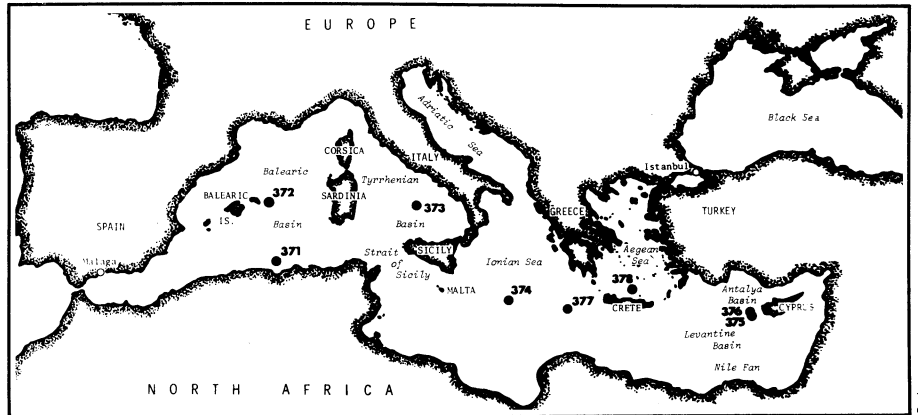 EUROPE
Adriatic
Sea
Black Sea
CORSICA
ITALY
Istanbul
Balearic
Tyrrhenian
BALEARIC
372
SARDINIA
373
IS.
Basin
Basin
GREECE
TURKEY
SPAIN
Malaga
371
Strait
of
Sicily
SICILY
Ionian Sea
Aegean
Sea
MALTA
374
377
378
CRETE
Antalya
Basin
376
375
CYPRUS
Levantine
Basin
Nile Fan
NORTH AFRICA